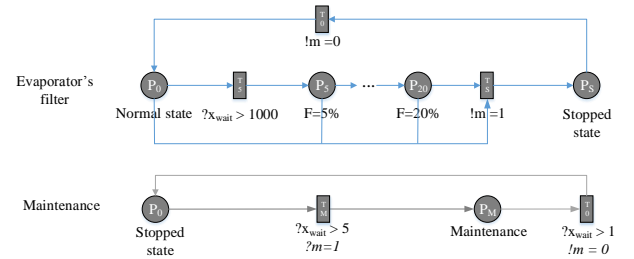 T0
!m =0
Evaporator's
filter
P0
T5
P5
...
P20
TS
PS
Normal state
?xwait > 1000
F=5%
F=20%
!m =1
Stopped
state
Maintenance
P0
TM
PM
T0
Stopped
state
?xwait > 5
?m=1
Maintenance
?xwait > 1
!m = 0